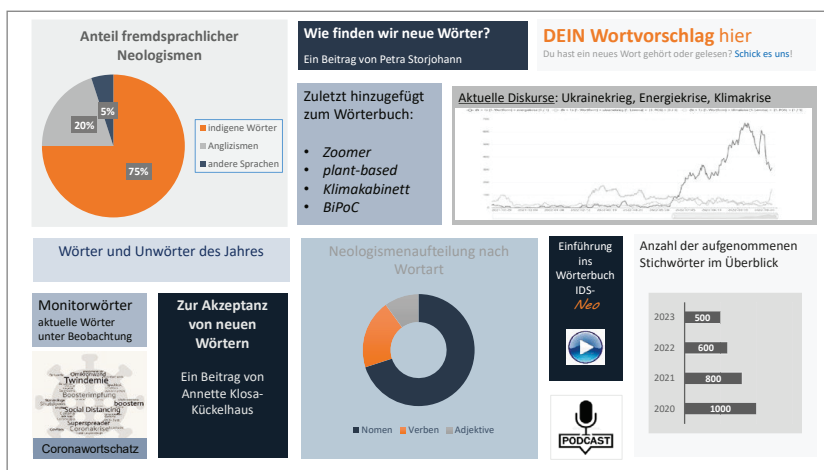 Anteil fremdsprachlicher
Neologismen
5%
20%
75%
indigene Wörter
Anglizismen
andere Sprachen
Wie finden wir neue Wörter?
Ein Beitrag von Petra Storjohann
DEIN Wortvorschlag hier
Du hast ein neues Wort gehört oder gelesen? Schick es uns!
Zuletzt hinzugefügt
zum Wörterbuch:
• Zoomer
• plant-based
• Klimakabinett
• BiPoC
Aktuelle Diskurse: Ukrainekrieg, Energiekrise, Klimakrise
Wörter und Unwörter des Jahres
Monitorwörter
aktuelle Wörter
unter Beobachtung
Twindemie
Boosterimpfung
boostern
Social Distancing
Superspreader
Coronakrise
Coronawortschatz
Zur Akzeptanz
von neuen
Wörtern
Ein Beitrag von
Annette Klosa-
Kückelhaus
Neologismenaufteilung nach
Wortart
Nomen
Verben
Adjektive
Einführung
ins
Wörterbuch
IDS-
Neo
PODCAST
Anzahl der aufgenommenen
Stichwörter im Überblick
2023 500
2022 600
2021 800
2020 1000